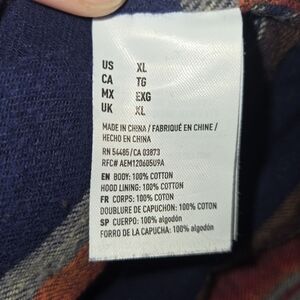 US XL
CA TG
MX EXG
UK XL
MADE IN CHINA / FABRIQUÉ EN CHINE /
HECHO EN CHINA
RN 54485/CA 03873
RFC# AEM120605U9A
EN BODY: 100% COTTON
HOOD LINING: 100% COTTON
FR CORPS: 100% COTON
DOUBLURE DE CAPUCHON: 100% COTON
SP CUERPO: 100% algodón
FORRO DE LA CAPUCHA: 100% algodón